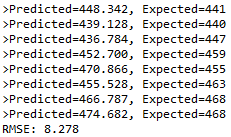 >Predicted=448.342, Expected=441
>Predicted=439.128, Expected=440
>Predicted=436.784, Expected=447
>Predicted=452.700, Expected=459
>Predicted=470.866, Expected=455
>Predicted=455.528, Expected=463
>Predicted=466.787, Expected=468
>Predicted=474.682, Expected=468
RMSE: 8.278